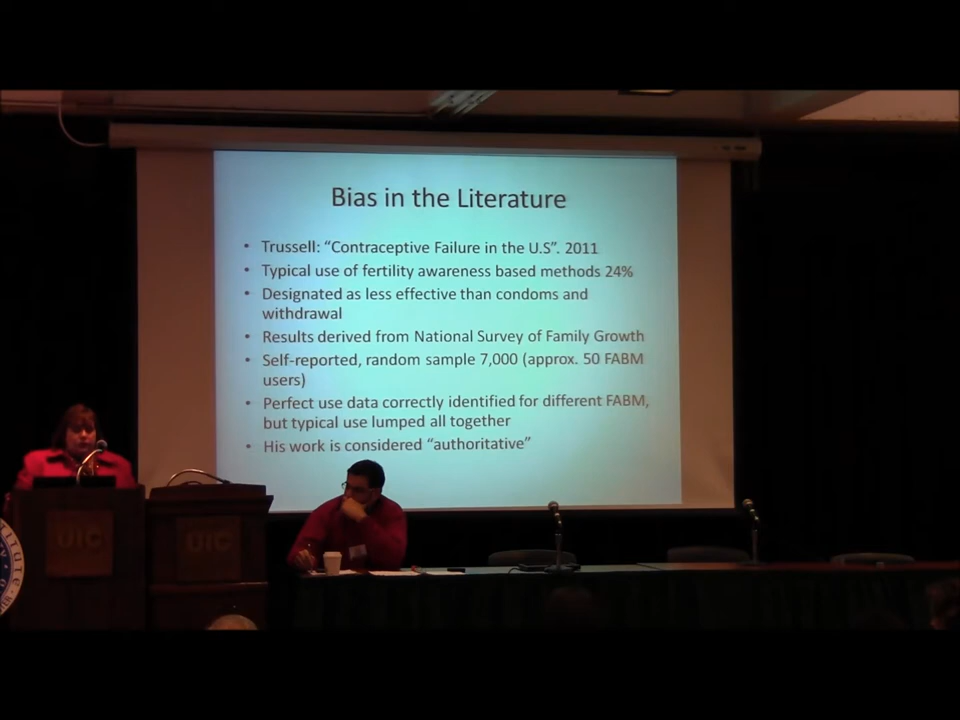 Bias in the Literature
• Trussell: “Contraceptive Failure in the U.S”. 2011
• Typical use of fertility awareness based methods 24%
• Designated as less effective than condoms and
withdrawal
• Results derived from National Survey of Family Growth
• Self-reported, random sample 7,000 (approx. 50 FABM
users)
• Perfect use data correctly identified for different FABM,
but typical use lumped all together
• His work is considered “authoritative”
UIC
UIC